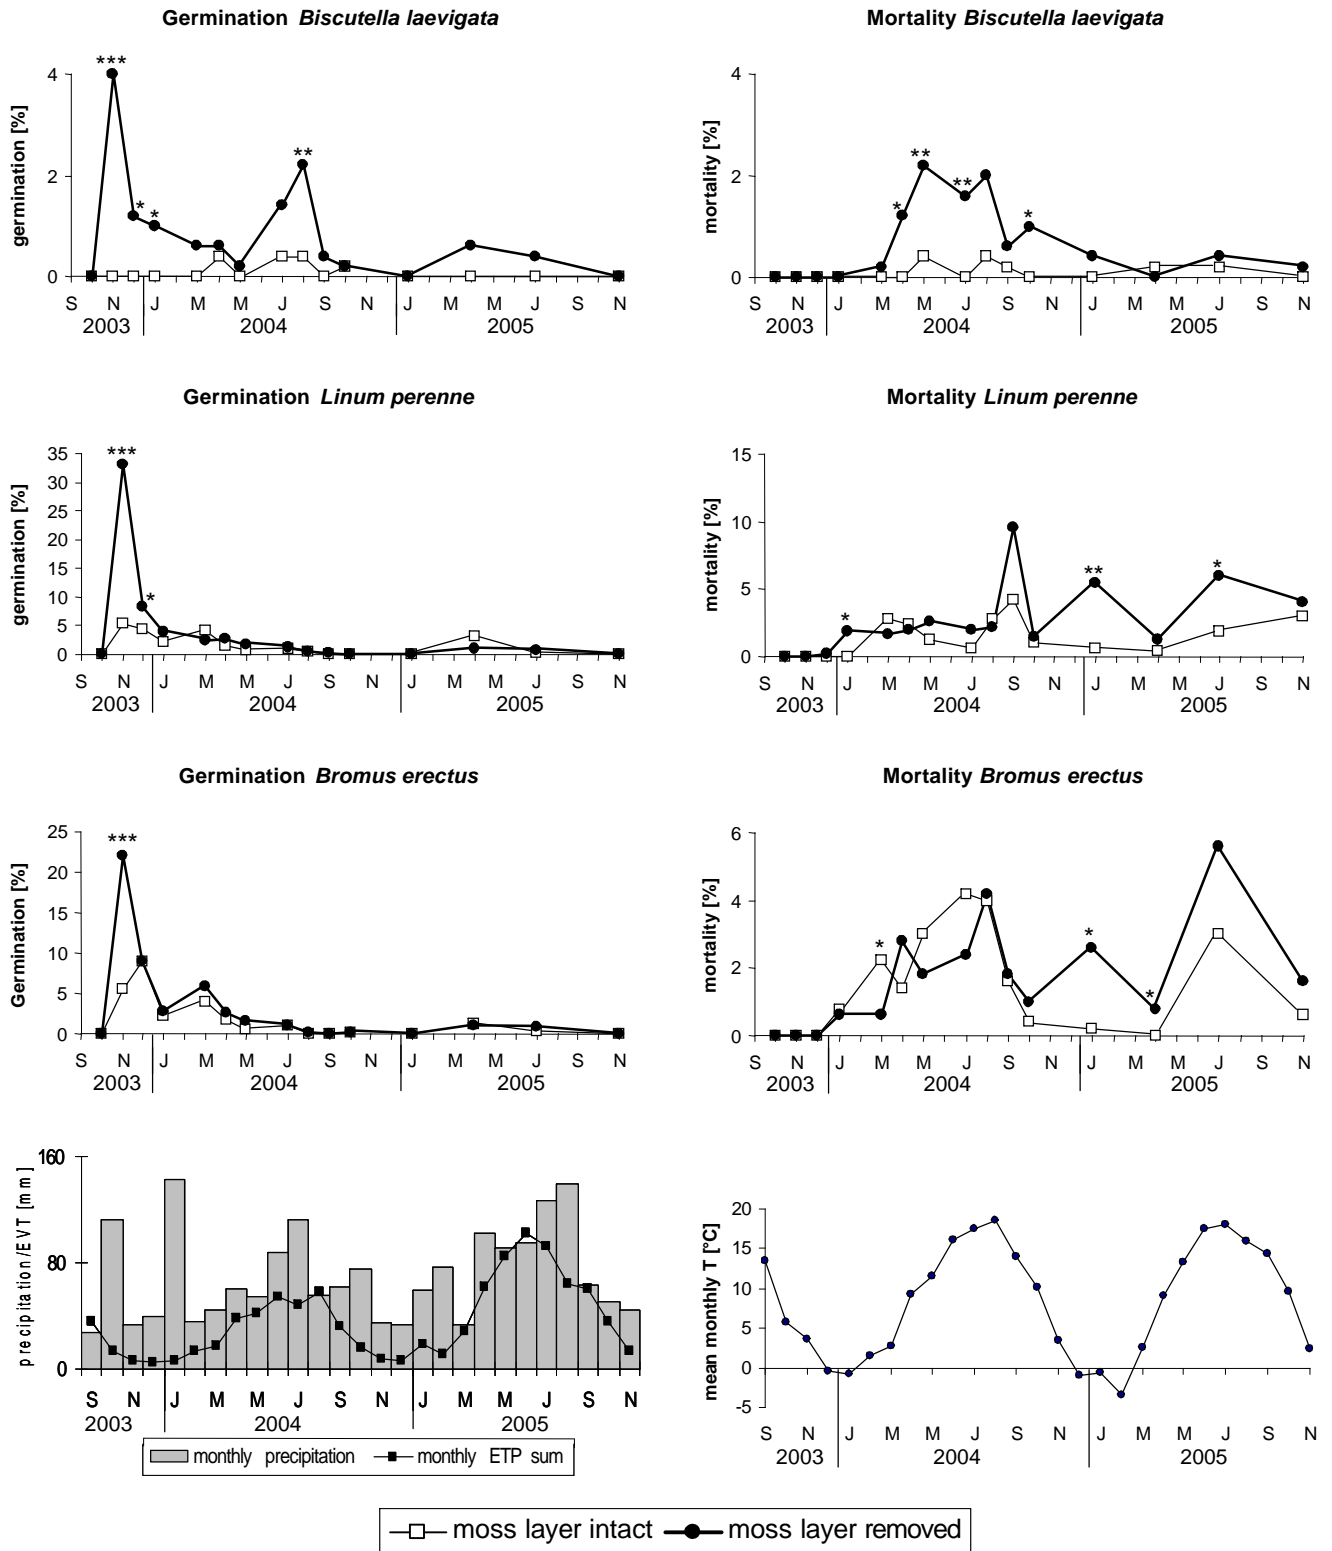 Germination Biscutella laevigata
***
4
2
0
germination [%]
* *
**
S N J M M J S N J M M J S N
2003 2004 2005
Mortality Biscutella laevigata
4
2
0
mortality [%]
* ** ** *
S N J M M J S N J M M J S N
2003 2004 2005
Germination Linum perenne
***
35
30
25
20
15
10
5
0
germination [%]
*
S N J M M J S N J M M J S N
2003 2004 2005
Mortality Linum perenne
15
10
5
0
mortality [%]
* ** *
S N J M M J S N J M M J S N
2003 2004 2005
Germination Bromus erectus
***
25
20
15
10
5
0
Germination [%]
S N J M M J S N J M M J S N
2003 2004 2005
Mortality Bromus erectus
6
4
2
0
mortality [%]
* * *
S N J M M J S N J M M J S N
2003 2004 2005
160
80
0
precipitation/EVT [mm]
S N J M M J S N J M M J S N
2003 2004 2005
monthly precipitation monthly ETP sum
20
15
10
5
0
-5
mean monthly T [°C]
S N J M M J S N J M M J S N
2003 2004 2005
moss layer intact moss layer removed